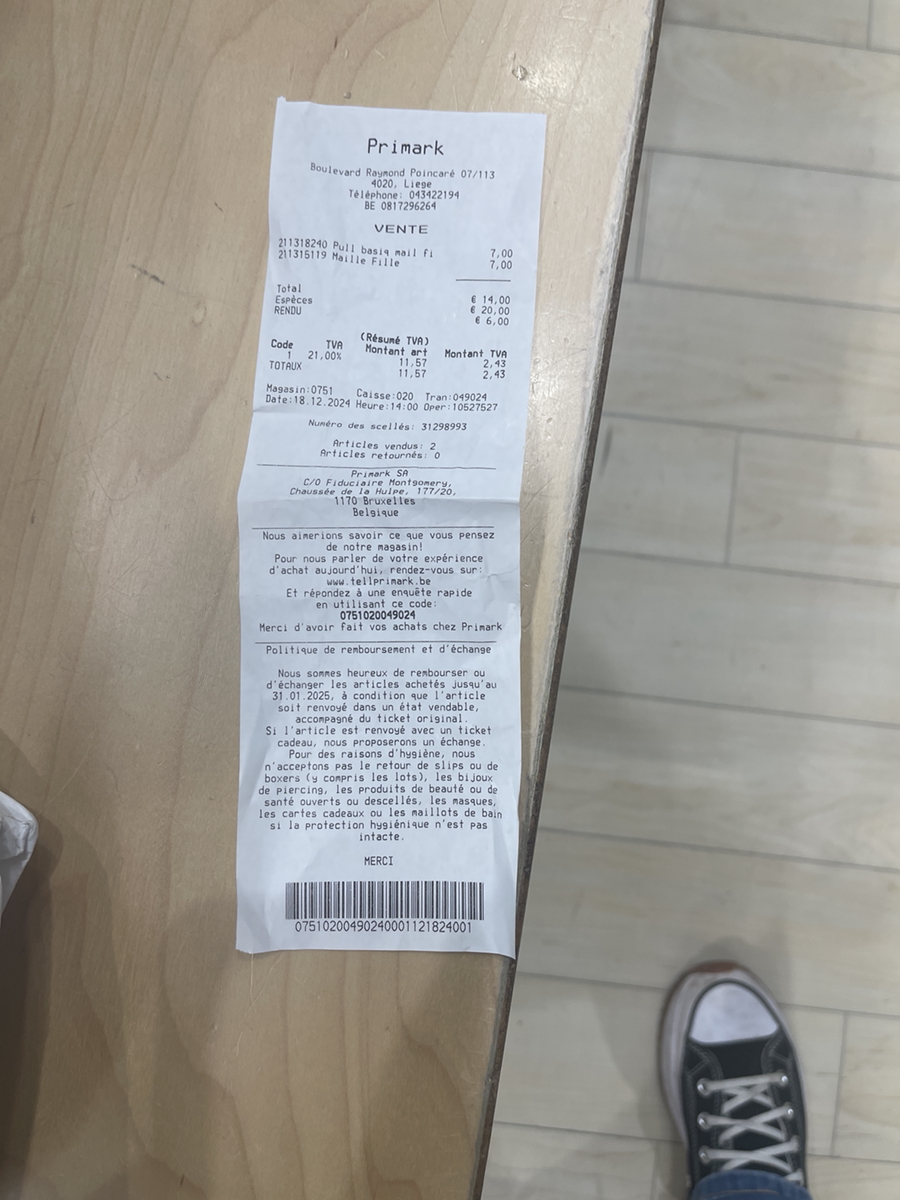 Primark
Boulevard Raymond Poincaré 07/113
4020, Liege
Téléphone: 043422194
BE 0817296264
VENTE
211318240 Pull basiq mail fi 7,00
211315119 Maille Fille 7,00
Total € 14,00
Espèces € 20,00
RENDU € 6,00
(Résumé TVA)
Code TVA Montant art Montant TVA
1 21,00% 11,57 2,43
TOTAUX 11,57 2,43
Magasin:0751 Caisse:020 Tran:049024
Date:18.12.2024 Heure:14:00 Oper:10527527
Numéro des scellés: 31298993
Articles vendus: 2
Articles retournés: 0
Primark SA
C/O Fiduciaire Montgomery,
Chaussée de la Hulpe, 177/20,
1170 Bruxelles
Belgique
Nous aimerions savoir ce que vous pensez
de notre magasin!
Pour nous parler de votre expérience
d'achat aujourd'hui, rendez-vous sur:
www.tellprimark.be
Et répondez à une enquête rapide
en utilisant ce code:
0751020049024
Merci d'avoir fait vos achats chez Primark
Politique de remboursement et d'échange
Nous sommes heureux de rembourser ou
d'échanger les articles achetés jusqu'au
31.01.2025, à condition que l'article
soit renvoyé dans un état vendable,
accompagné du ticket original.
Si l'article est renvoyé avec un ticket
cadeau, nous proposerons un échange.
Pour des raisons d'hygiène, nous
n'acceptons pas le retour de slips ou de
boxers (y compris les lots), les bijoux
de piercing, les produits de beauté ou de
santé ouverts ou descellés, les masques,
les cartes cadeaux ou les maillots de bain
si la protection hygiénique n'est pas
intacte.
MERCI
07510200490240001121824001